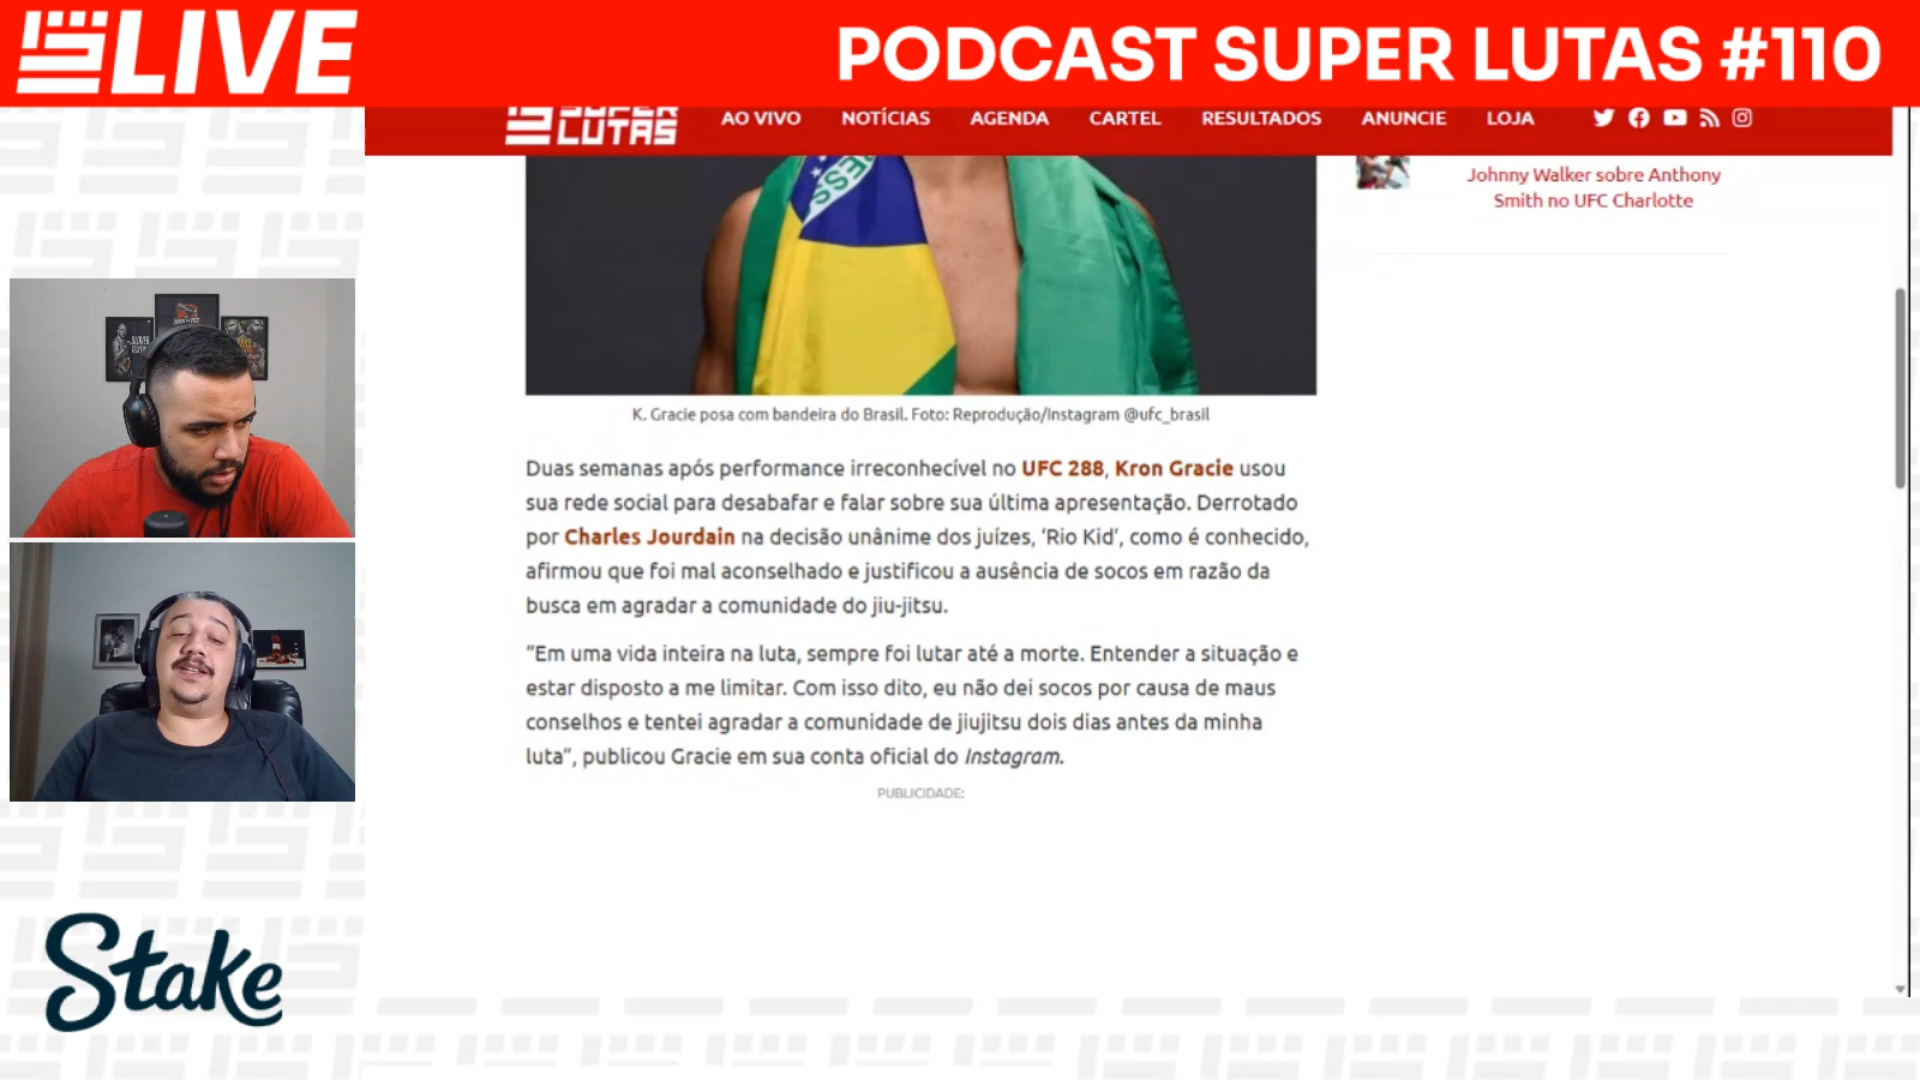 LIVE
PODCAST SUPER LUTAS #110
SUPER
LUTAS
AO VIVO NOTÍCIAS AGENDA CARTEL RESULTADOS ANUNCIE LOJA
Johnny Walker sobre Anthony
Smith no UFC Charlotte
K. Gracie posa com bandeira do Brasil. Foto: Reprodução/Instagram @ufc_brasil
Duas semanas após performance irreconhecível no UFC 288, Kron Gracie usou
sua rede social para desabafar e falar sobre sua última apresentação. Derrotado
por Charles Jourdain na decisão unânime dos juízes, ‘Rio Kid’, como é conhecido,
afirmou que foi mal aconselhado e justificou a ausência de socos em razão da
busca em agradar a comunidade do jiu-jitsu.
“Em uma vida inteira na luta, sempre foi lutar até a morte. Entender a situação e
estar disposto a me limitar. Com isso dito, eu não dei socos por causa de maus
conselhos e tentei agradar a comunidade de jiujitsu dois dias antes da minha
luta”, publicou Gracie em sua conta oficial do Instagram.
PUBLICIDADE:
Stake